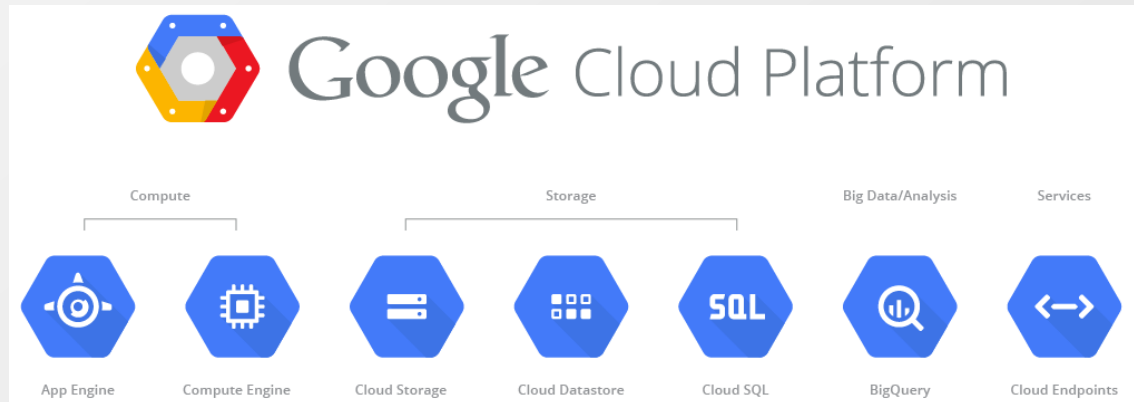 Google Cloud Platform
Compute
Storage
Big Data/Analysis
Services
SQL
App Engine
Compute Engine
Cloud Storage
Cloud Datastore
Cloud SQL
BigQuery
Cloud Endpoints